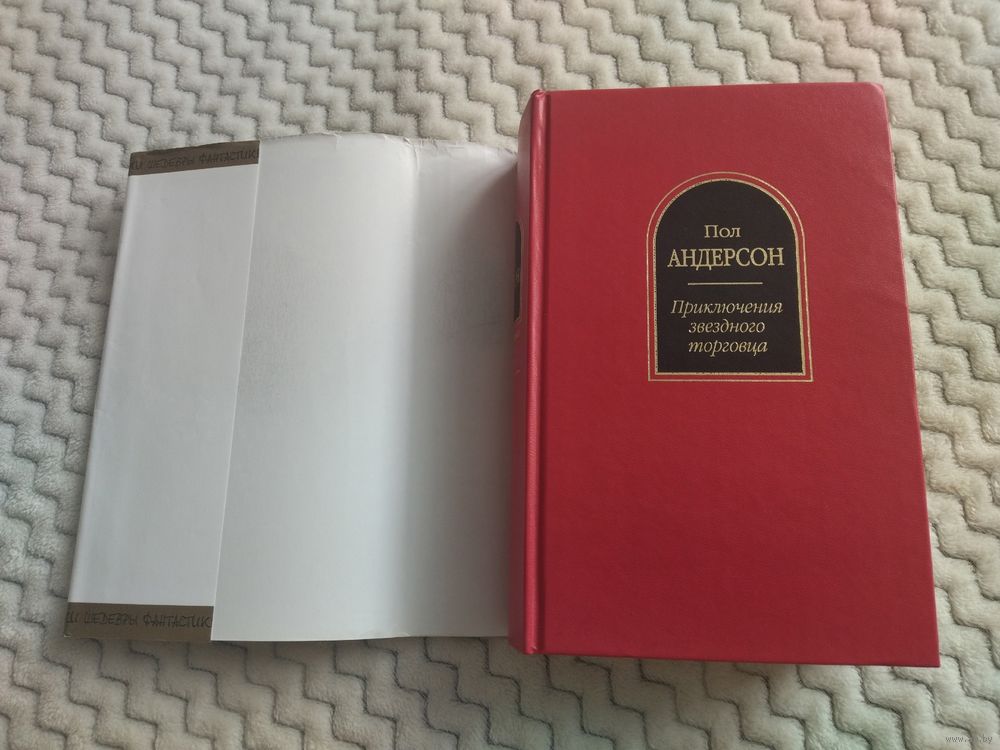 ШЕДЕВРЫ ФАНТАСТИК
Пол
АНДЕРСОН
Приключения
звездного
торговца
ШЕДЕВРЫ ФАНТАСТИК